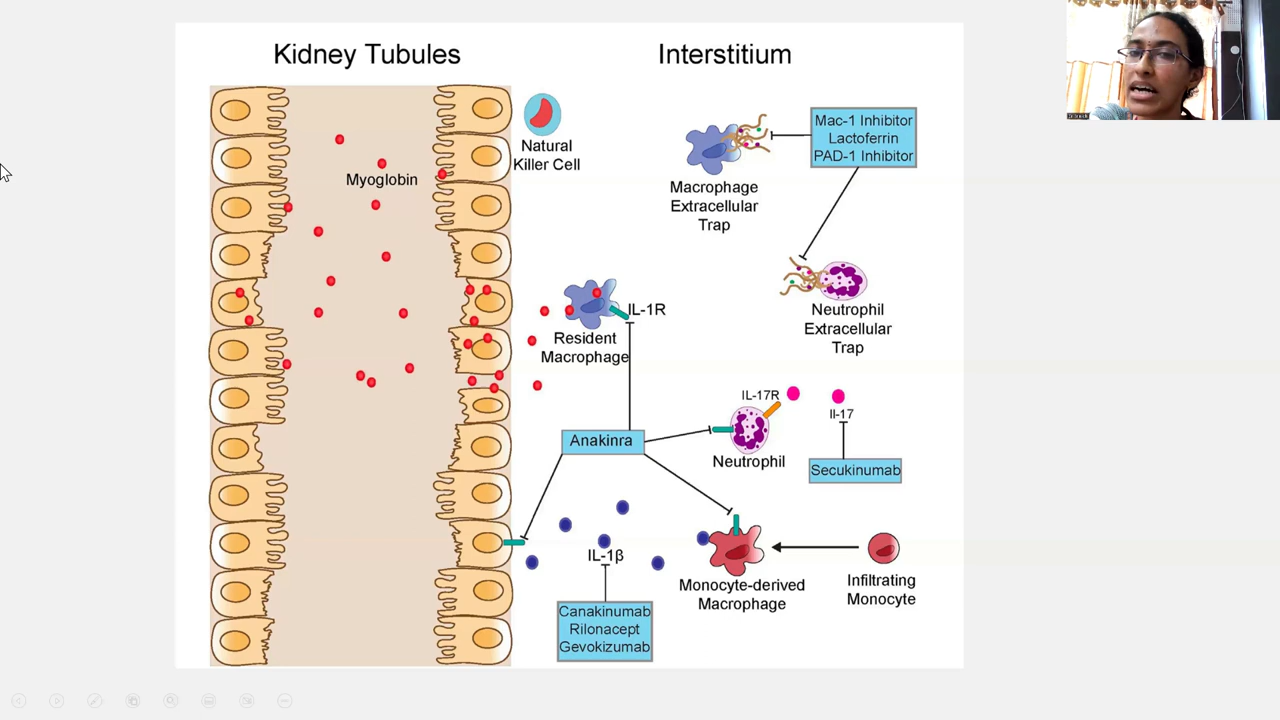 Kidney Tubules
Interstitium
Natural
Killer Cell
Myoglobin
Macrophage
Extracellular
Trap
Mac-1 Inhibitor
Lactoferrin
PAD-1 Inhibitor
Neutrophil
Extracellular
Trap
IL-1R
Resident
Macrophage
Anakinra
IL-17R
Neutrophil
Il-17
Secukinumab
IL-1β
Canakinumab
Rilonacept
Gevokizumab
Monocyte-derived
Macrophage
Infiltrating
Monocyte